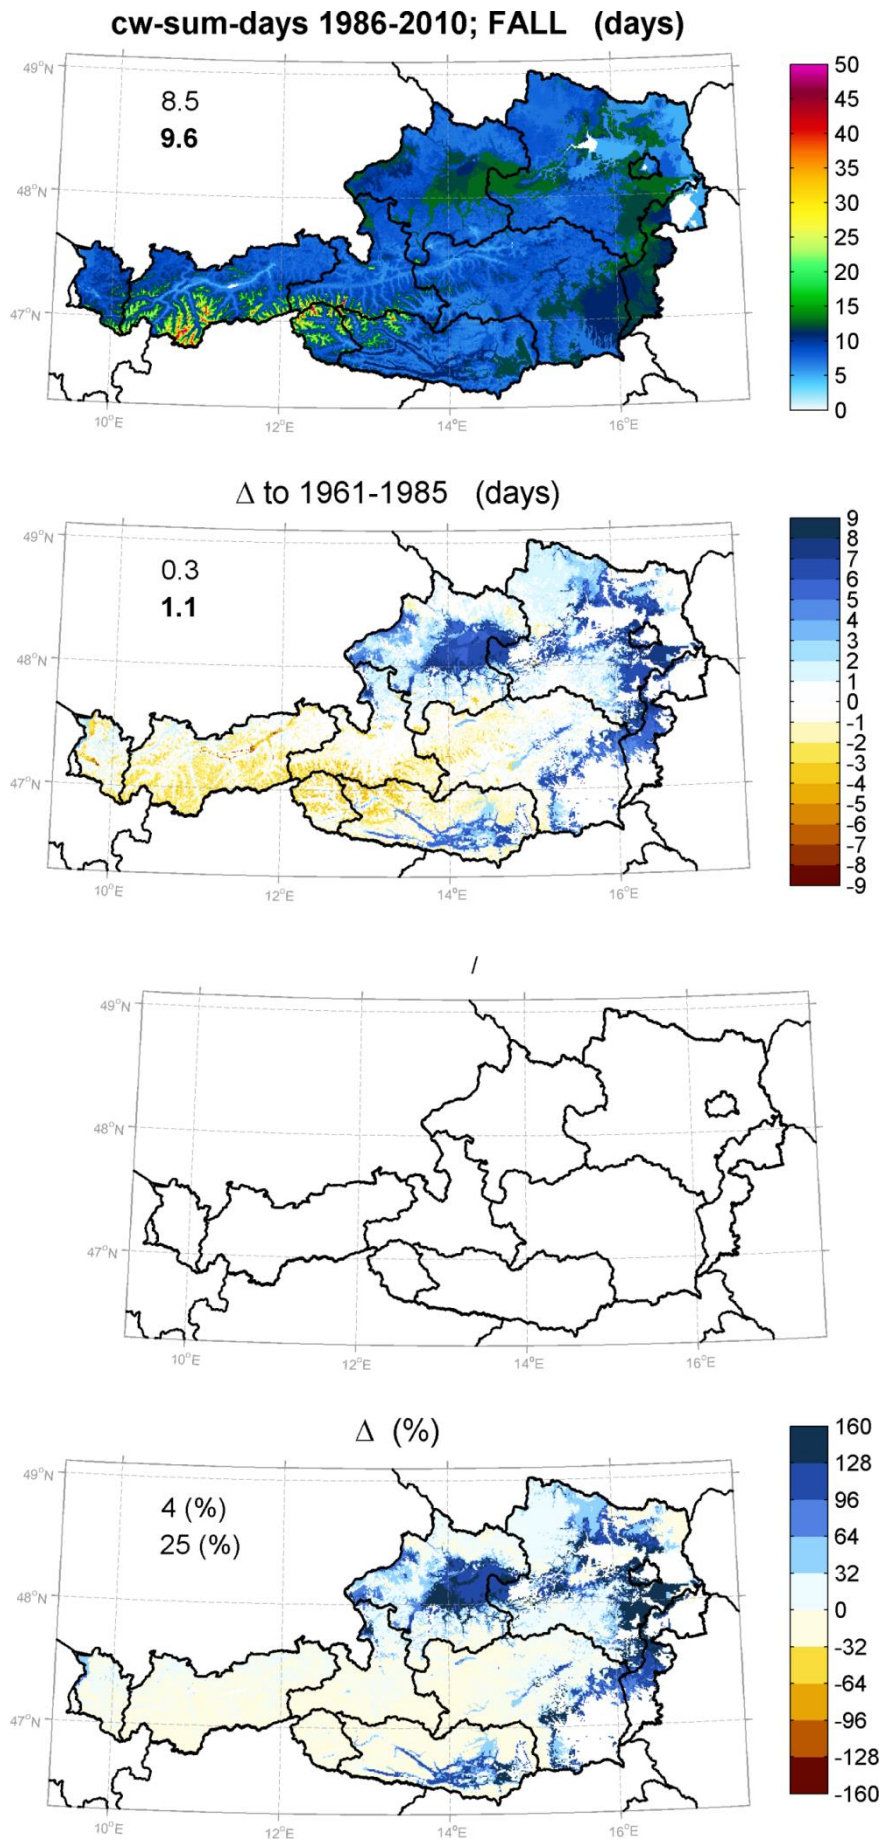 cw-sum-days 1986-2010; FALL (days)
49°N
48°N
47°N
10°E
12°E
14°E
16°E
8.5
9.6
50
45
40
35
30
25
20
15
10
5
0
Δ to 1961-1985 (days)
49°N
48°N
47°N
10°E
12°E
14°E
16°E
0.3
1.1
9
8
7
6
5
4
3
2
1
0
-1
-2
-3
-4
-5
-6
-7
-8
-9
/
49°N
48°N
47°N
10°E
12°E
14°E
16°E
Δ (%)
49°N
48°N
47°N
10°E
12°E
14°E
16°E
4 (%)
25 (%)
160
128
96
64
32
0
-32
-64
-96
-128
-160